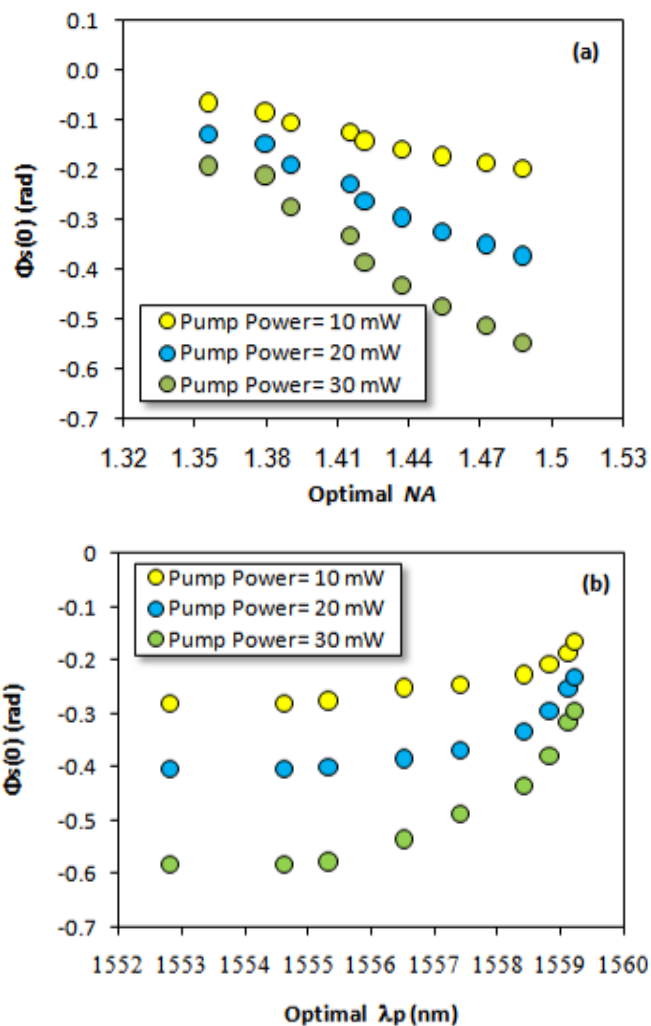 0.1
(a)
0.0
-0.1
-0.2
-0.3
-0.4
-0.5
-0.6
-0.7
Φs(0) (rad)
Pump Power= 10 mW
Pump Power= 20 mW
Pump Power= 30 mW
1.32 1.35 1.38 1.41 1.44 1.47 1.5 1.53
Optimal NA
0
(b)
-0.1
-0.2
-0.3
-0.4
-0.5
-0.6
-0.7
Φs(0) (rad)
Pump Power= 10 mW
Pump Power= 20 mW
Pump Power= 30 mW
1552 1553 1554 1555 1556 1557 1558 1559 1560
Optimal λp (nm)